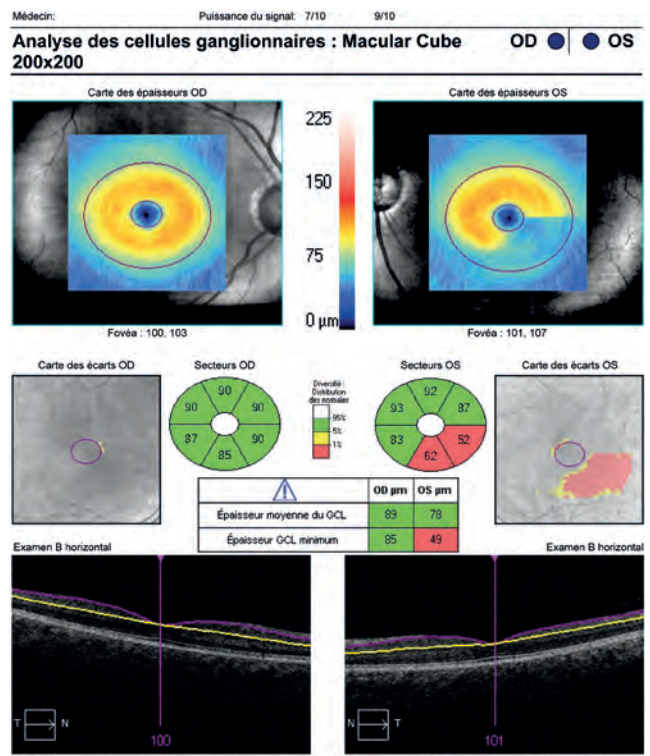 Médecin: Puissance du signal: 7/10 9/10
Analyse des cellules ganglionnaires : Macular Cube OD OS
200x200
Carte des épaisseurs OD Carte des épaisseurs OS
225
150
75
0 µm
Fovéa : 100, 103 Fovéa : 101, 107
Carte des écarts OD Secteurs OD Secteurs OS Carte des écarts OS
Diversité :
Distribution
des normales
95%
5%
1%
90
90 90
87 90
85
92
93 87
83 52
62
OD µm OS µm
Épaisseur moyenne du GCL 89 78
Épaisseur GCL minimum 85 49
Examen B horizontal Examen B horizontal
T N T N
100 101